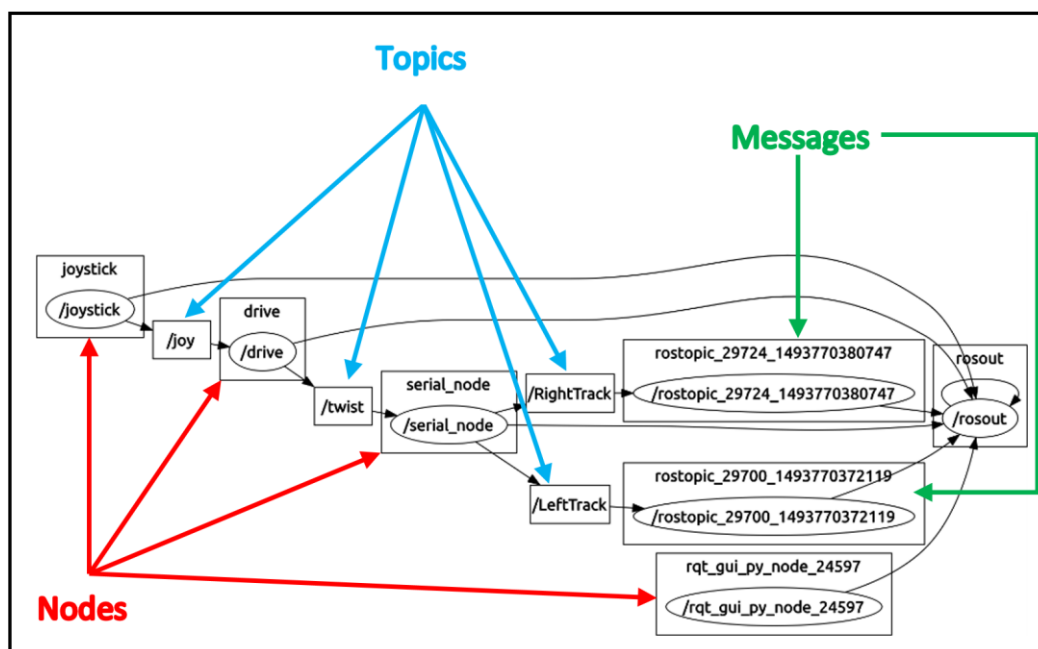 Topics
Messages
joystick
/joystick
/joy
drive
/drive
/twist
serial_node
/serial_node
/RightTrack
rostopic_29724_1493770380747
/rostopic_29724_1493770380747
rosout
/rosout
/LeftTrack
rostopic_29700_1493770372119
/rostopic_29700_1493770372119
rqt_gui_py_node_24597
/rqt_gui_py_node_24597
Nodes